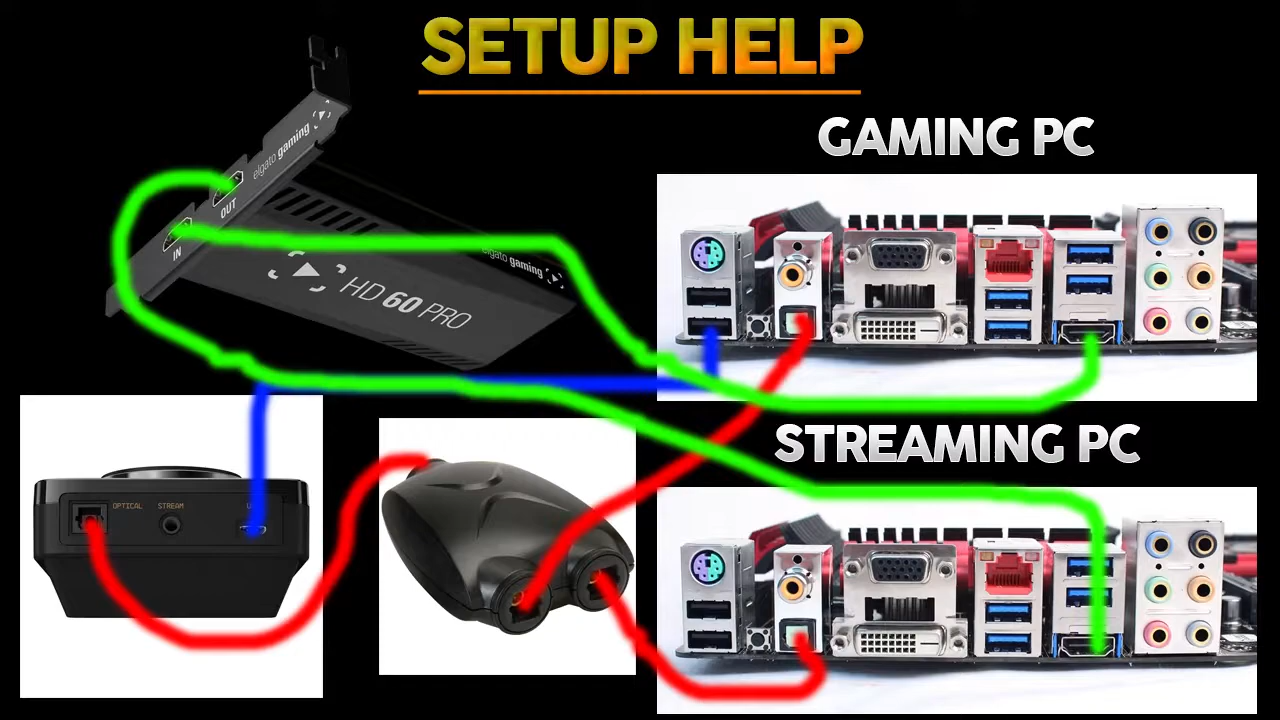 SETUP HELP
GAMING PC
elgato gaming
OUT
IN
elgato gaming
HD 60 PRO
STREAMING PC
OPTICAL
STREAM